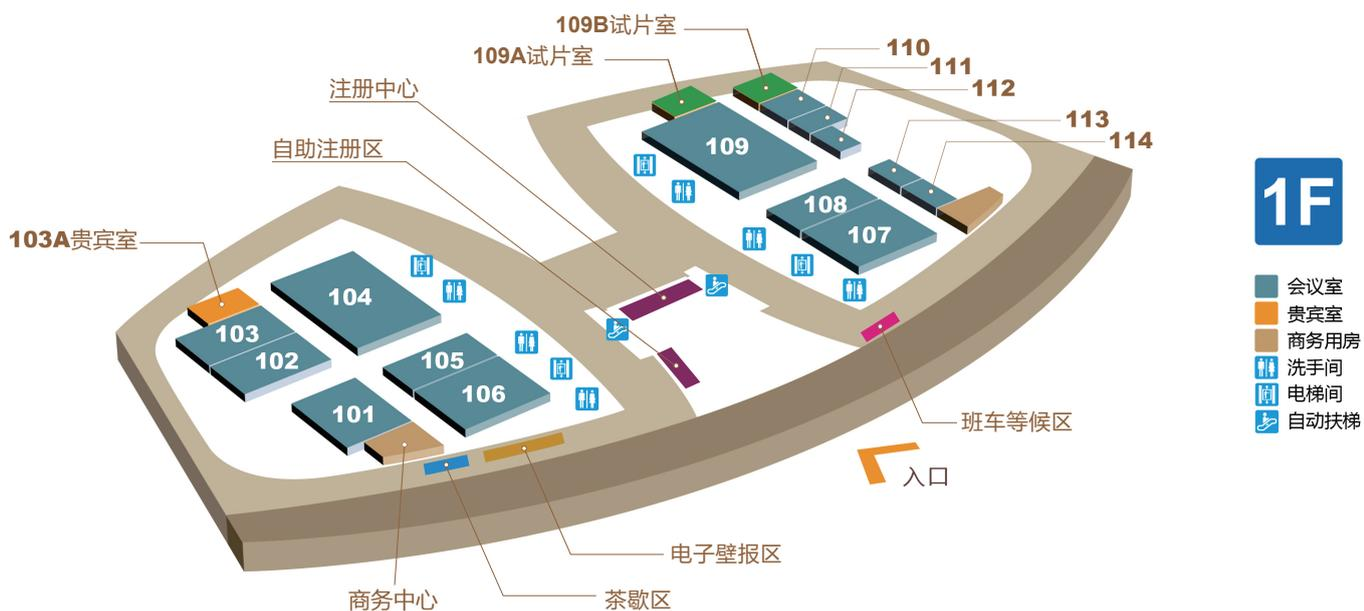 109B试片室
109A试片室
注册中心
自助注册区
103A贵宾室
110
111
112
113
114
109
108
107
104
103
102
105
106
101
1F
会议室
贵宾室
商务用房
洗手间
电梯间
自动扶梯
班车等候区
入口
电子壁报区
茶歇区
商务中心